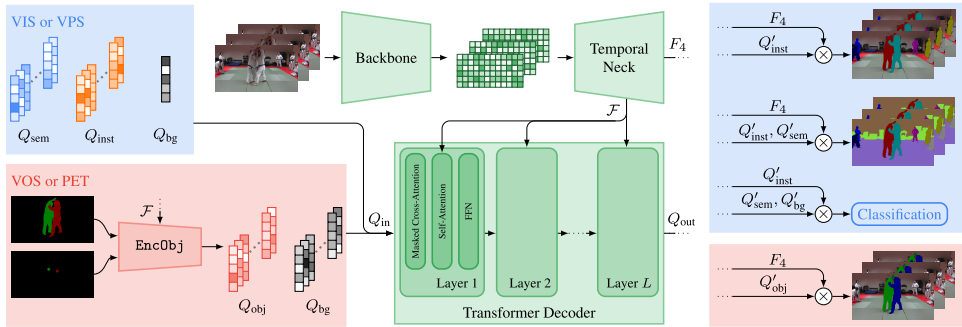 VIS or VPS
Q_sem
Q_inst
Q_bg
Backbone
Temporal
Neck
F_4
𝓕
VOS or PET
𝓕
EncObj
Q_obj
Q_bg
Q_in
Masked Cross-Attention
Self-Attention
FFN
Layer 1
Layer 2
Layer L
Transformer Decoder
Q_out
F_4
Q′_inst
F_4
Q′_inst, Q′_sem
Q′_inst
Q′_sem, Q′_bg
Classification
F_4
Q′_obj